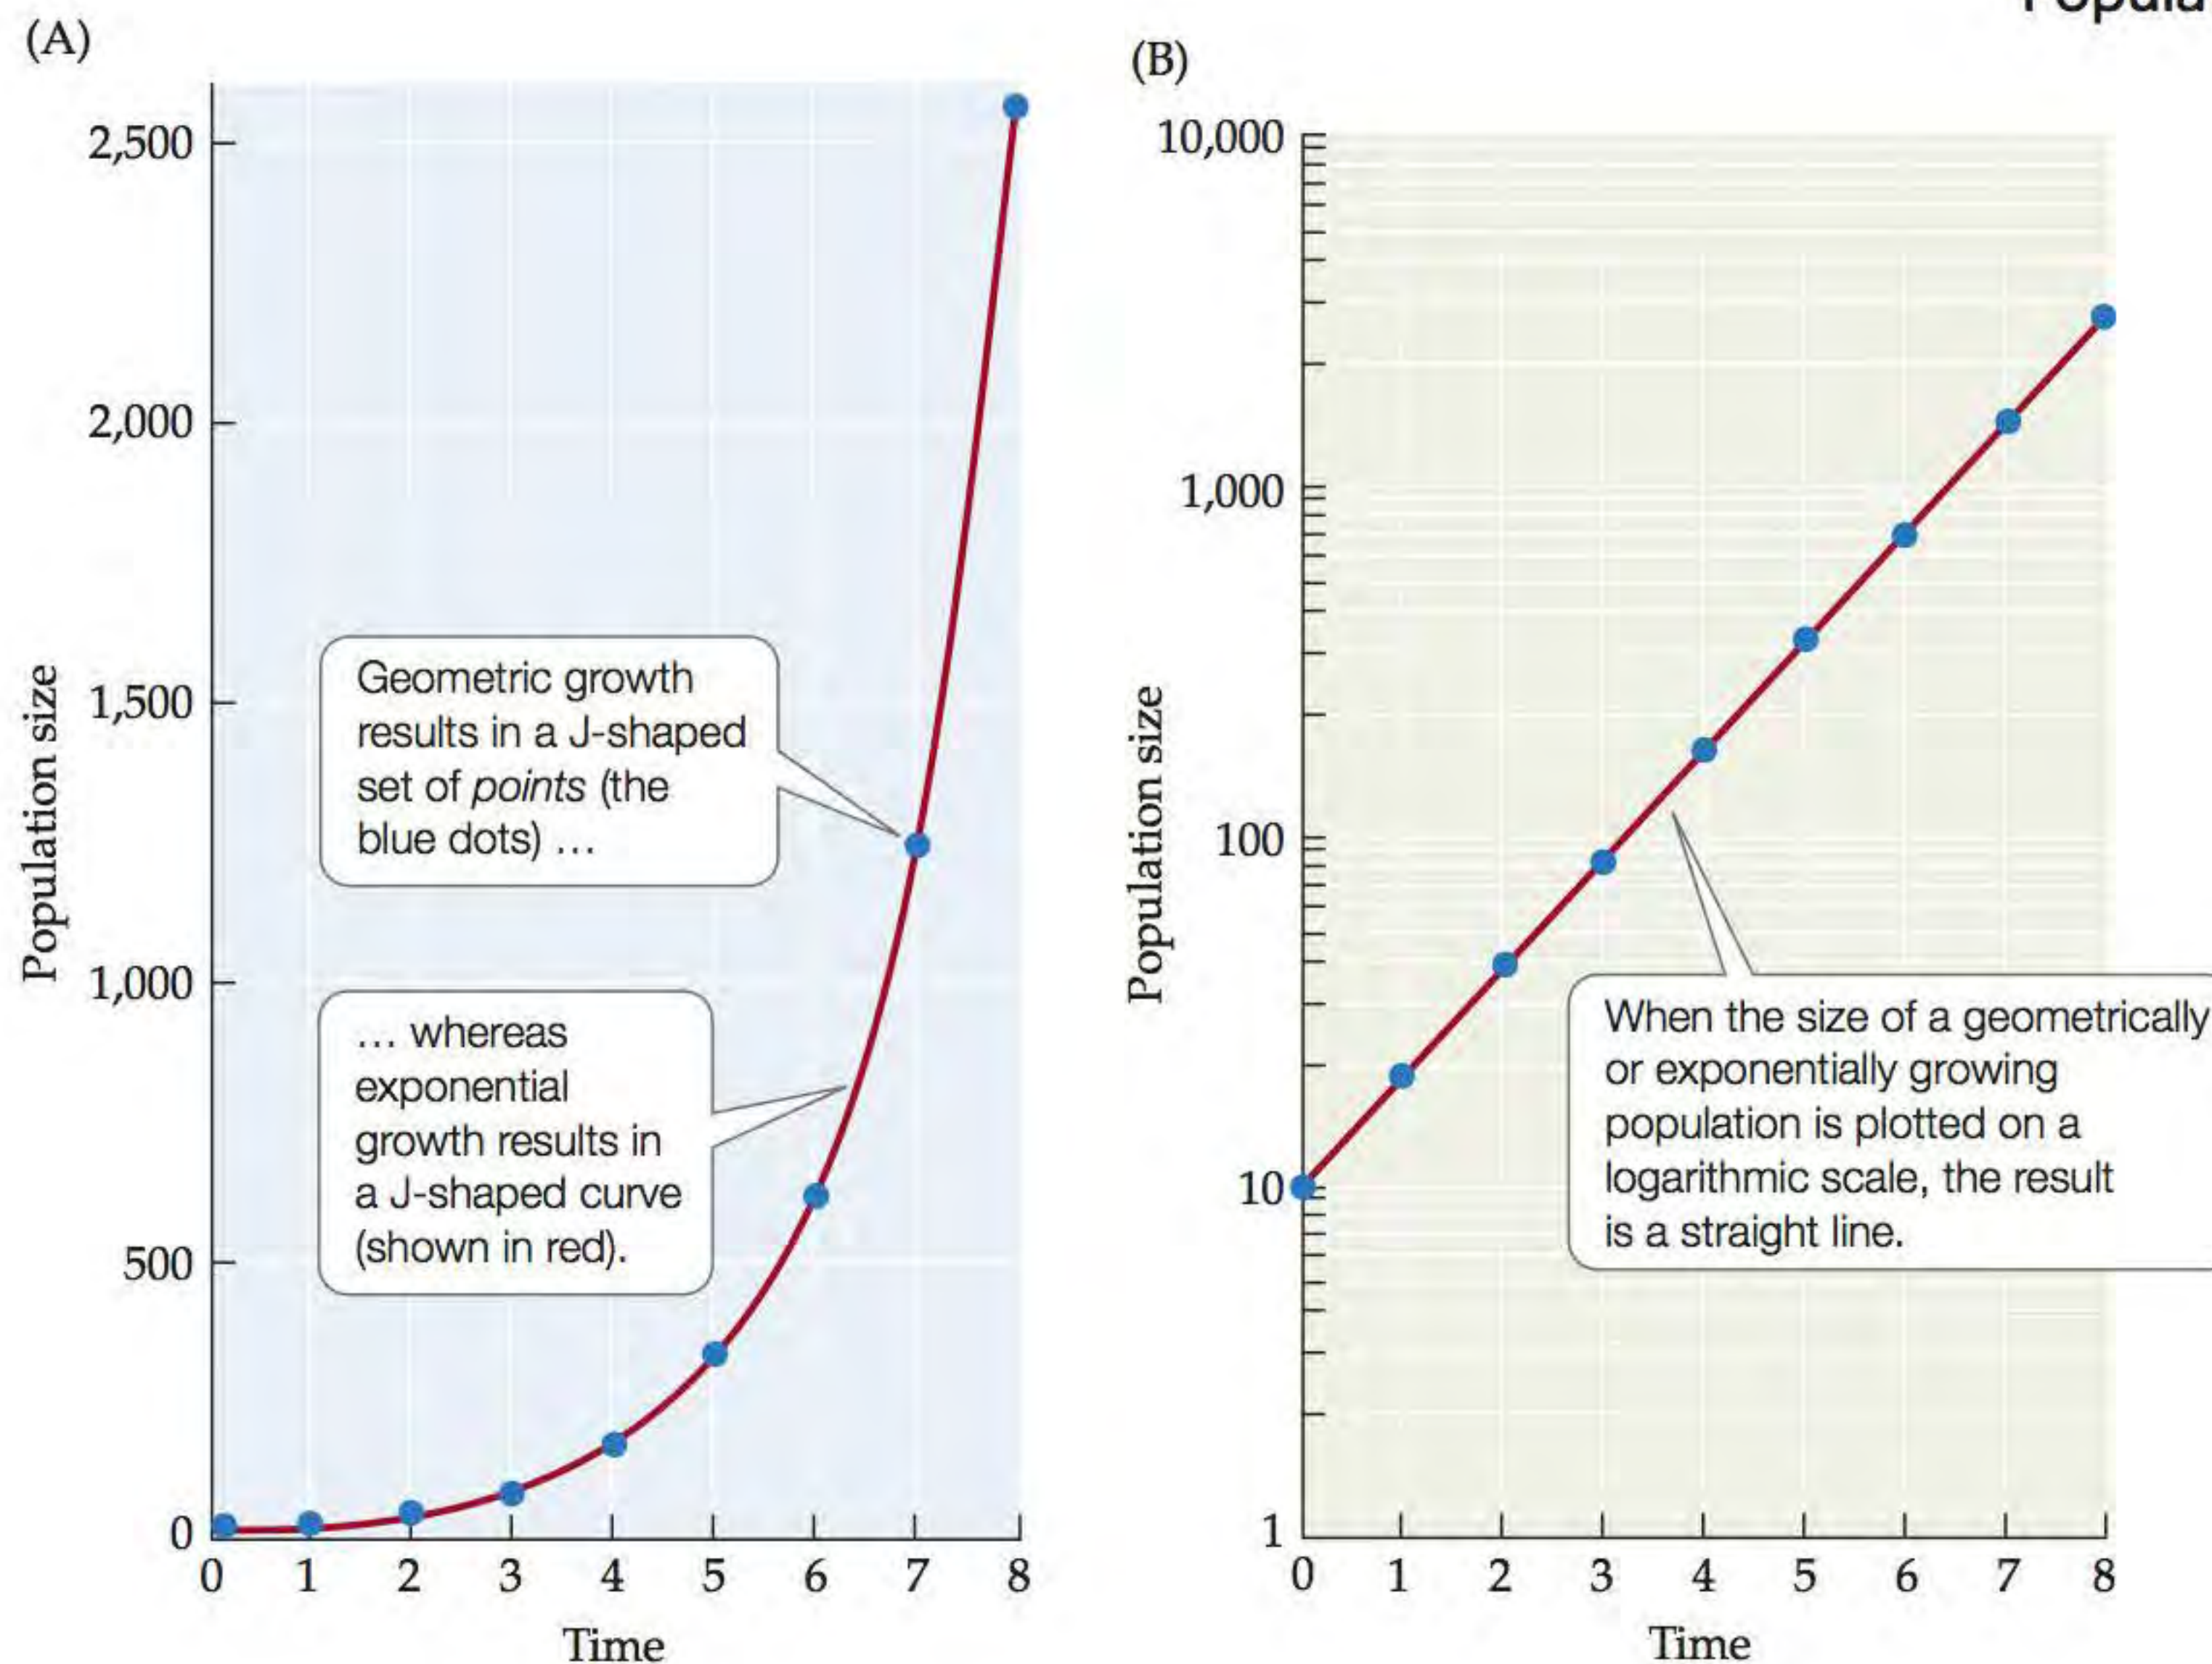 (A)
2,500
2,000
1,500
1,000
500
0
Population size
Geometric growth
results in a J-shaped
set of points (the
blue dots) ...
... whereas
exponential
growth results in
a J-shaped curve
(shown in red).
0 1 2 3 4 5 6 7 8
Time
(B)
10,000
1,000
100
10
1
Population size
When the size of a geometrically
or exponentially growing
population is plotted on a
logarithmic scale, the result
is a straight line.
0 1 2 3 4 5 6 7 8
Time